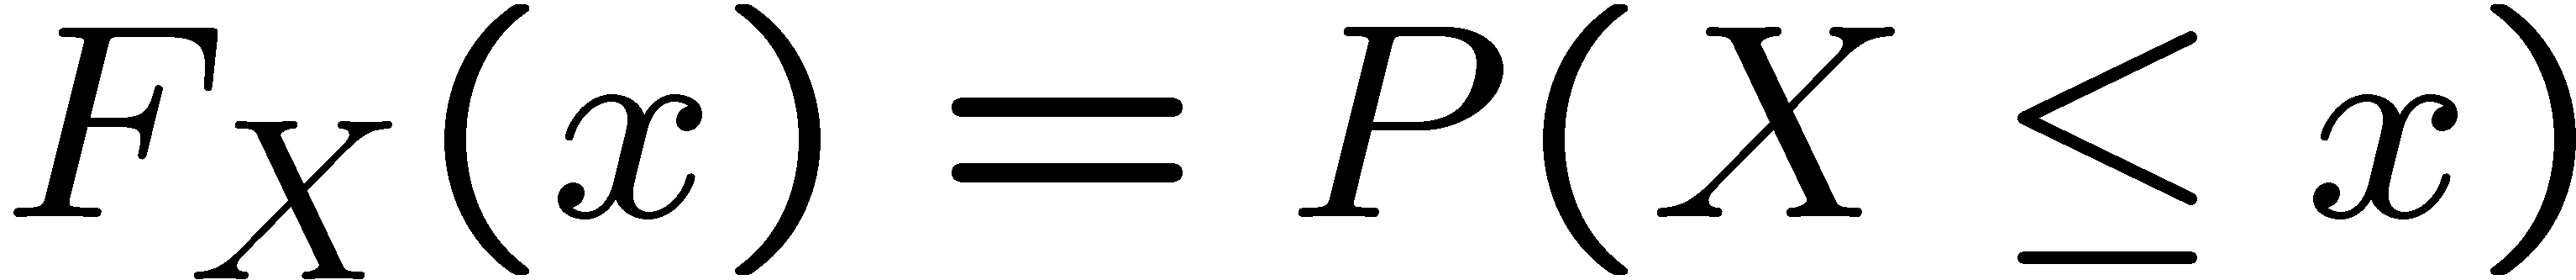 F_X(x) = P(X ≤ x)